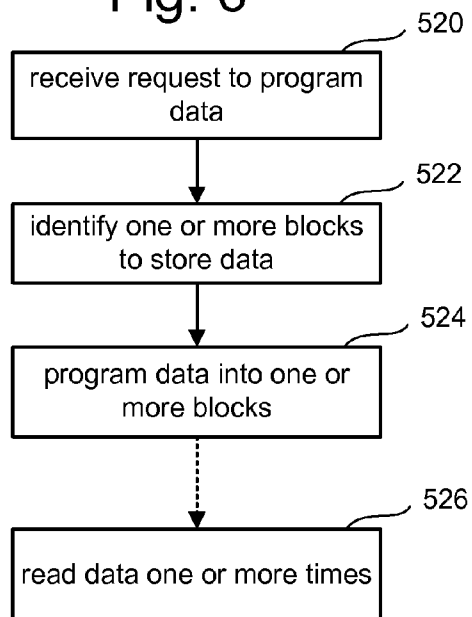 Fig. 6
520
receive request to program
data
522
identify one or more blocks
to store data
524
program data into one or
more blocks
526
read data one or more times